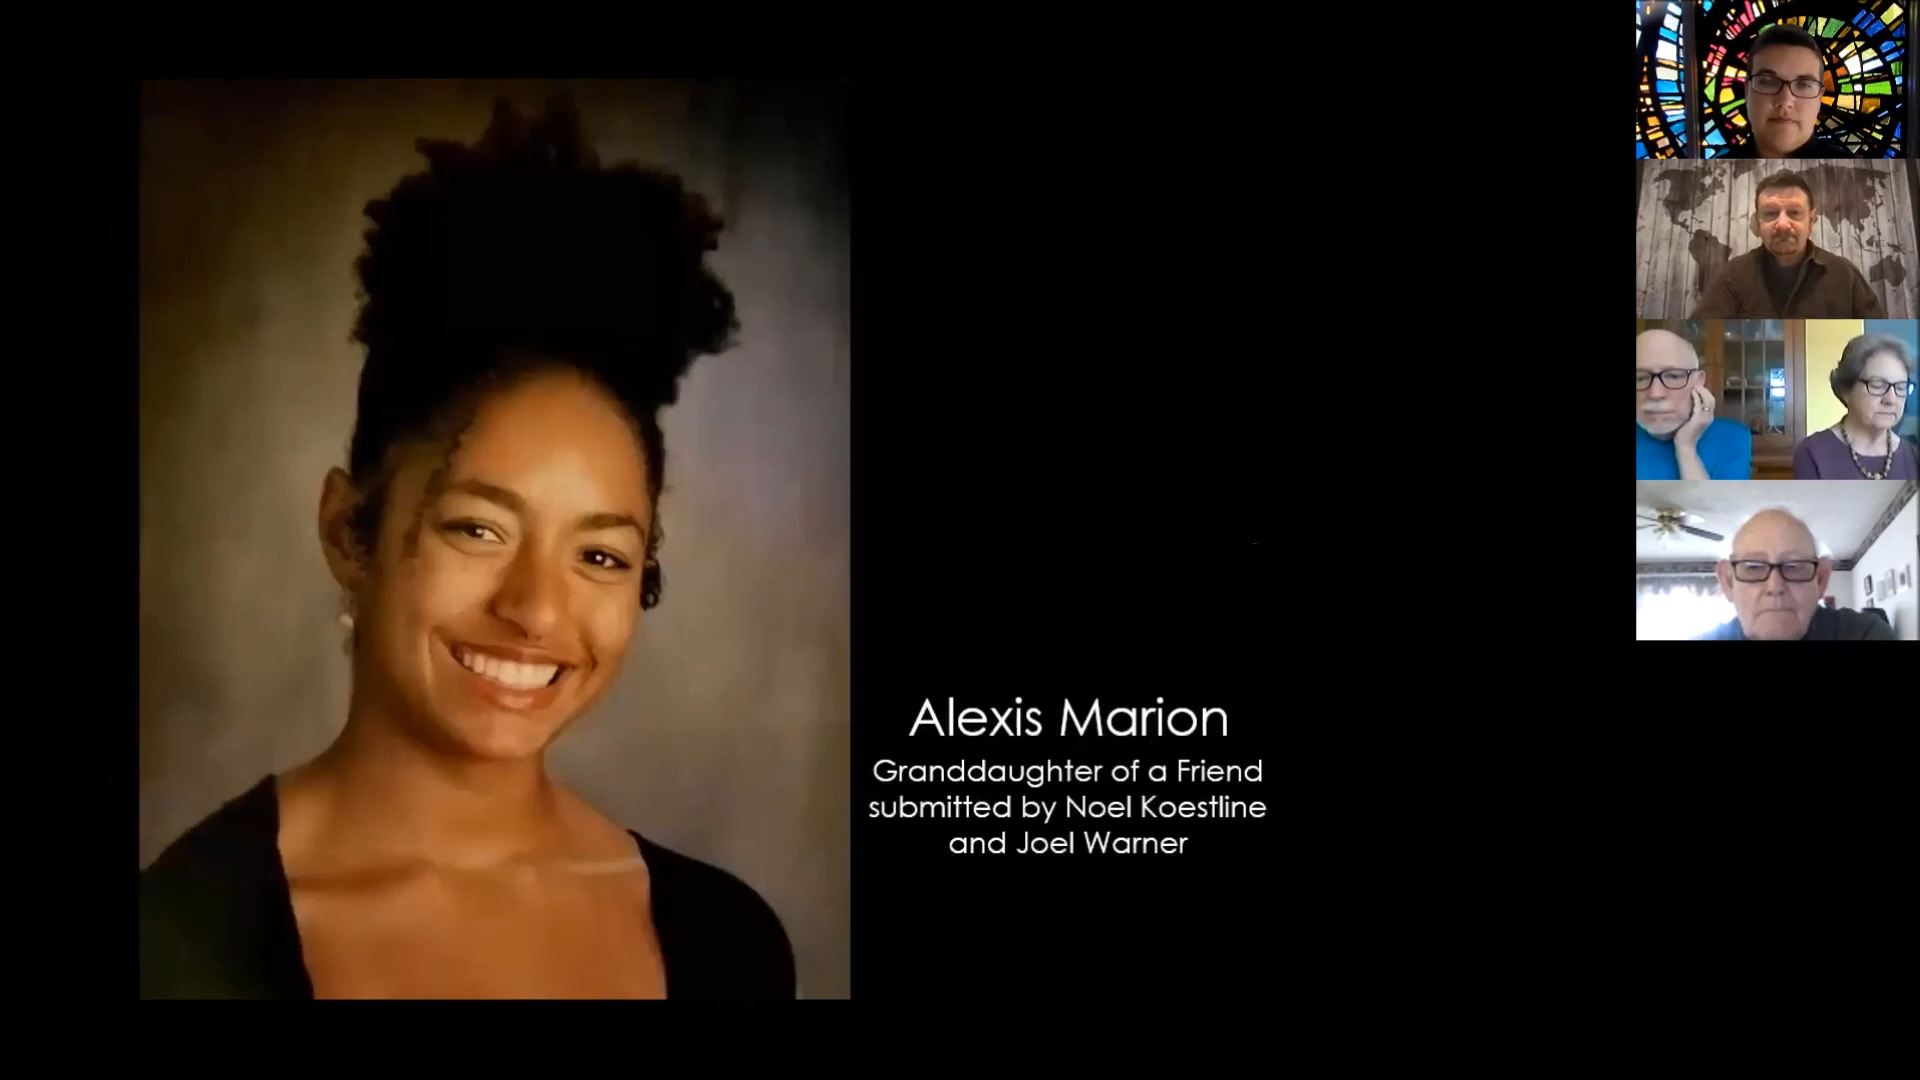 Alexis Marion
Granddaughter of a Friend
submitted by Noel Koestline
and Joel Warner